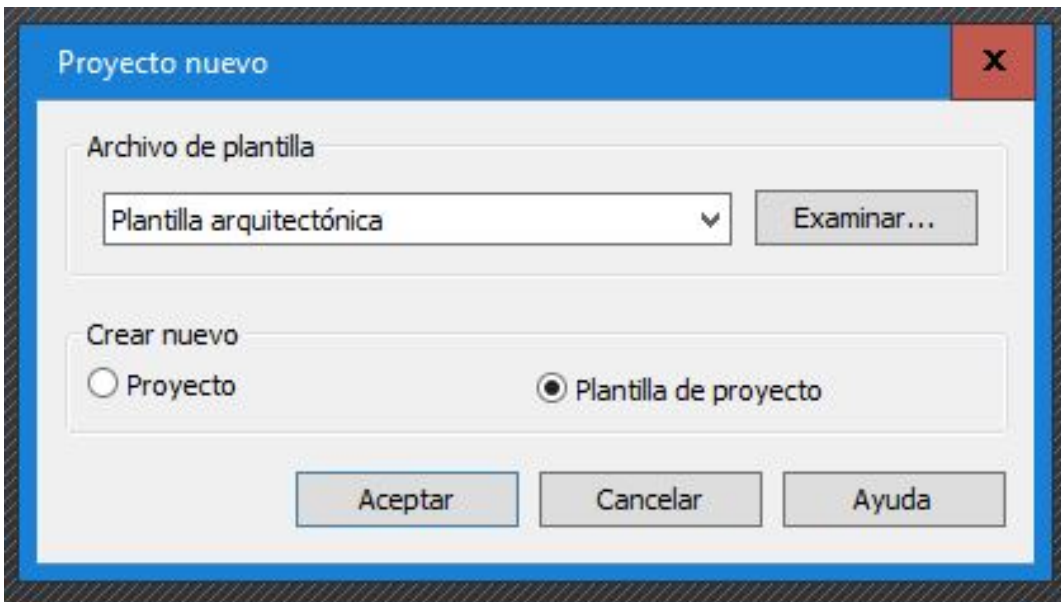 Proyecto nuevo
x
Archivo de plantilla
Plantilla arquitectónica
Examinar...
Crear nuevo
Proyecto
Plantilla de proyecto
Aceptar
Cancelar
Ayuda